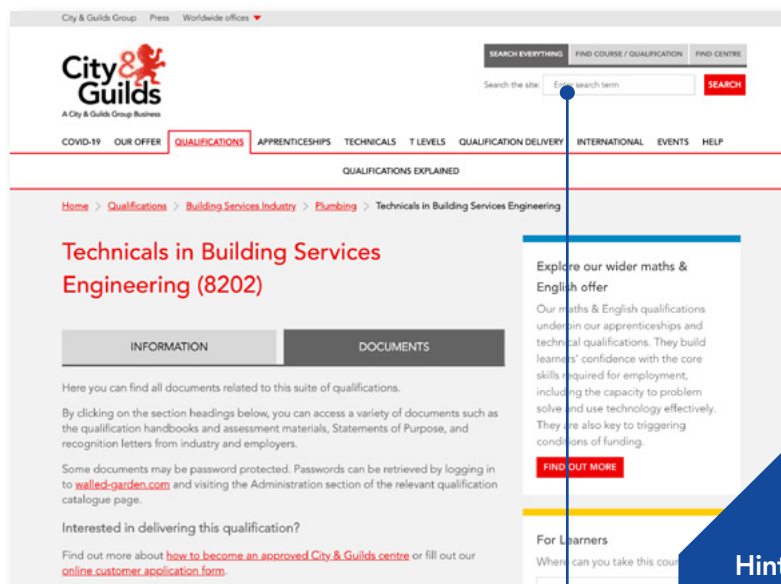 City & Guilds Group Press Worldwide offices
City&
Guilds
A City & Guilds Group Business
SEARCH EVERYTHING FIND COURSE / QUALIFICATION FIND CENTRE
Search the site: Enter search term SEARCH
COVID-19 OUR OFFER QUALIFICATIONS APPRENTICESHIPS TECHNICALS T LEVELS QUALIFICATION DELIVERY INTERNATIONAL EVENTS HELP
QUALIFICATIONS EXPLAINED
Home > Qualifications > Building Services Industry > Plumbing > Technicals in Building Services Engineering
Technicals in Building Services
Engineering (8202)
INFORMATION DOCUMENTS
Here you can find all documents related to this suite of qualifications.
By clicking on the section headings below, you can access a variety of documents such as
the qualification handbooks and assessment materials, Statements of Purpose, and
recognition letters from industry and employers.
Some documents may be password protected. Passwords can be retrieved by logging in
to walled-garden.com and visiting the Administration section of the relevant qualification
catalogue page.
Interested in delivering this qualification?
Find out more about how to become an approved City & Guilds centre or fill out our
online customer application form.
Explore our wider maths &
English offer
Our maths & English qualifications
underpin our apprenticeships and
technical qualifications. They build
learners' confidence with the core
skills required for employment,
including the capacity to problem
solve and use technology effectively.
They are also key to triggering
conditions of funding.
FIND OUT MORE
For Learners
Where can you take this